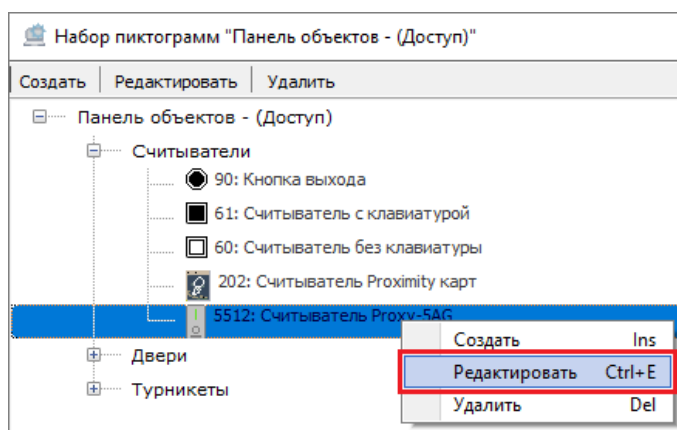 Набор пиктограмм "Панель объектов - (Доступ)"
Создать Редактировать Удалить
Панель объектов - (Доступ)
Считыватели
90: Кнопка выхода
61: Считыватель с клавиатурой
60: Считыватель без клавиатуры
202: Считыватель Proximity карт
5512: Считыватель Proxy-5AG
Создать Ins
Двери
Редактировать Ctrl+E
Турникеты
Удалить Del